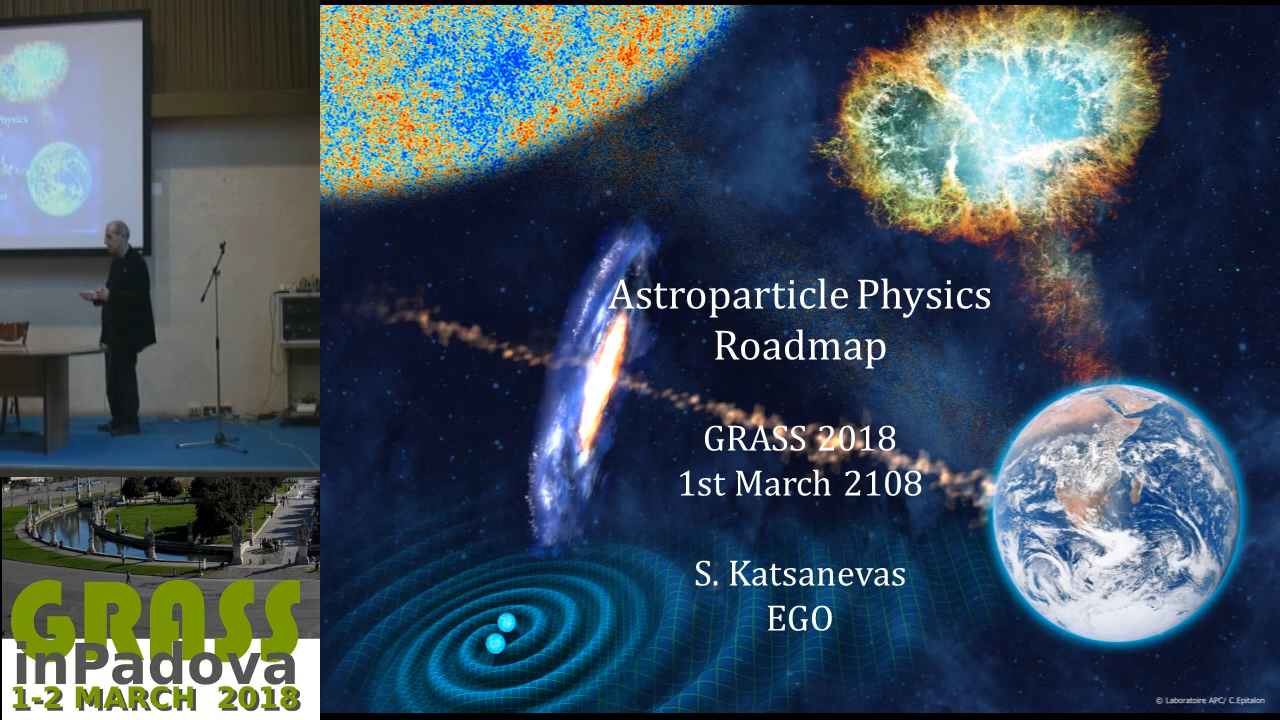 Astroparticle Physics
Roadmap
GRASS 2018
1st March 2108
S. Katsanevas
EGO
© Laboratoire APC/ C.Epitalon
GRASS
inPadova
1-2 MARCH 2018